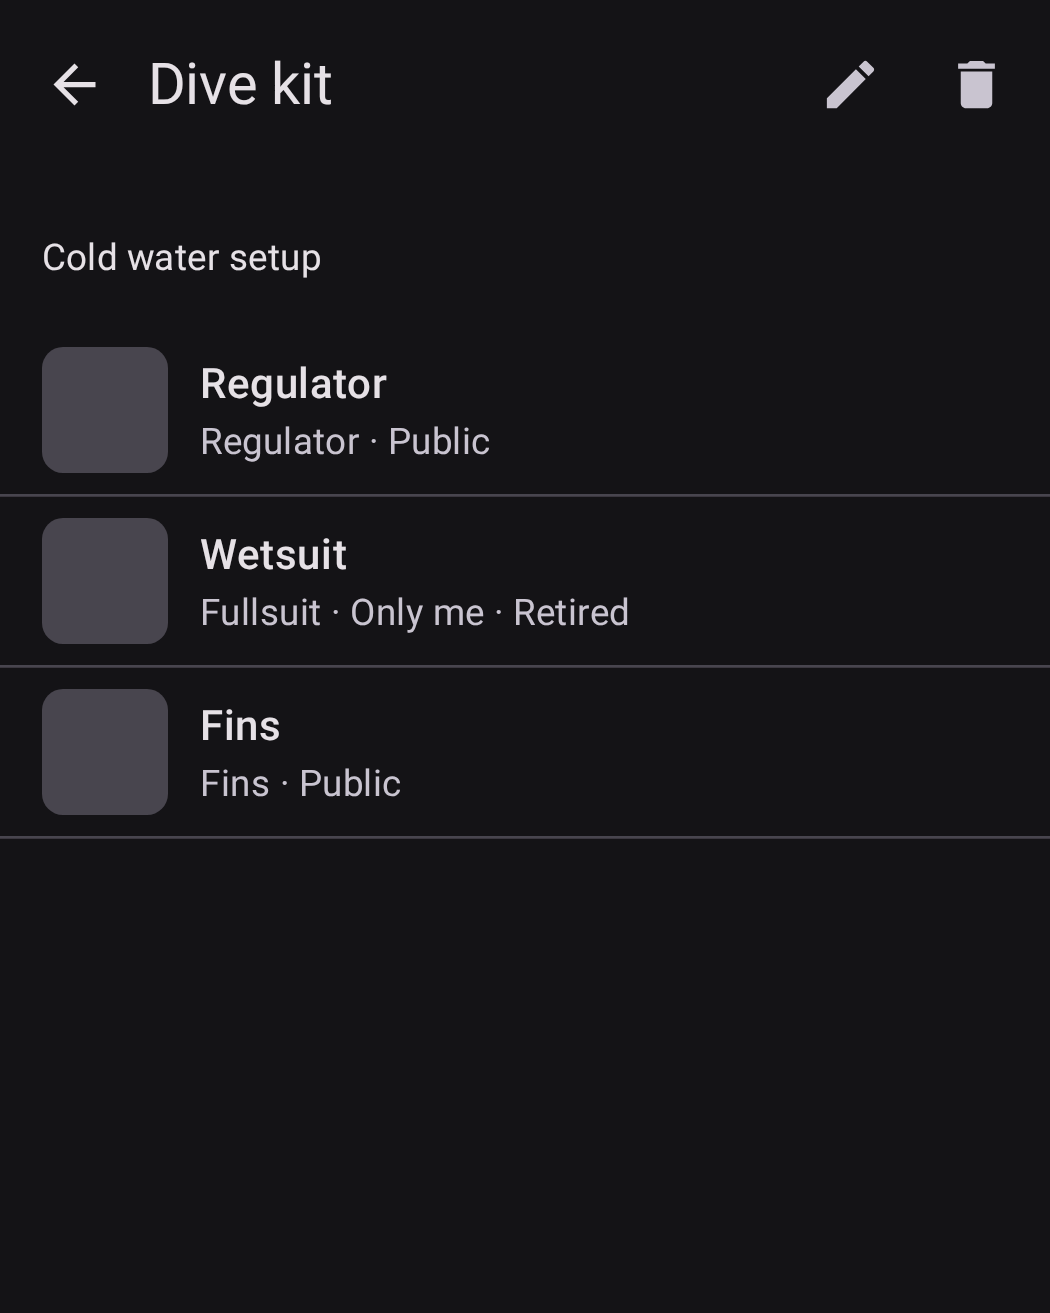 Dive kit
Cold water setup
Regulator
Regulator · Public
Wetsuit
Fullsuit · Only me · Retired
Fins
Fins · Public